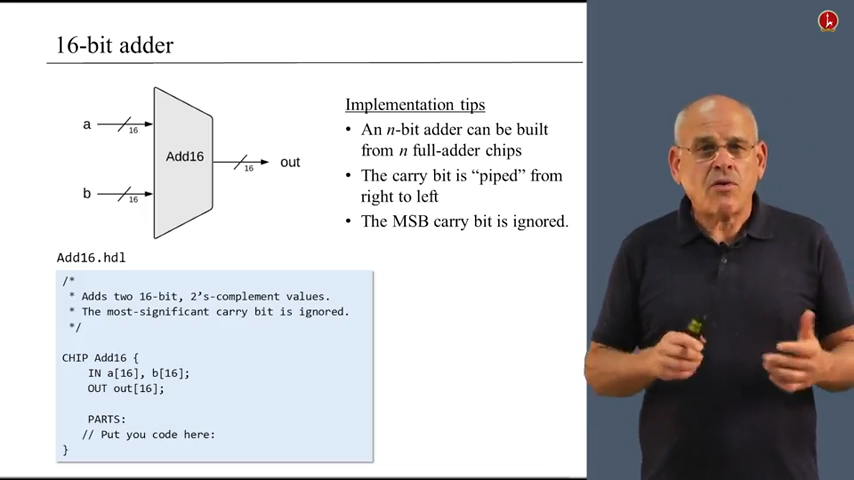 16-bit adder
a
16
b
16
Add16
16
out
Implementation tips
• An n-bit adder can be built
from n full-adder chips
• The carry bit is “piped” from
right to left
• The MSB carry bit is ignored.
Add16.hdl
/*
* Adds two 16-bit, 2’s-complement values.
* The most-significant carry bit is ignored.
*/
CHIP Add16 {
IN a[16], b[16];
OUT out[16];
PARTS:
// Put you code here:
}